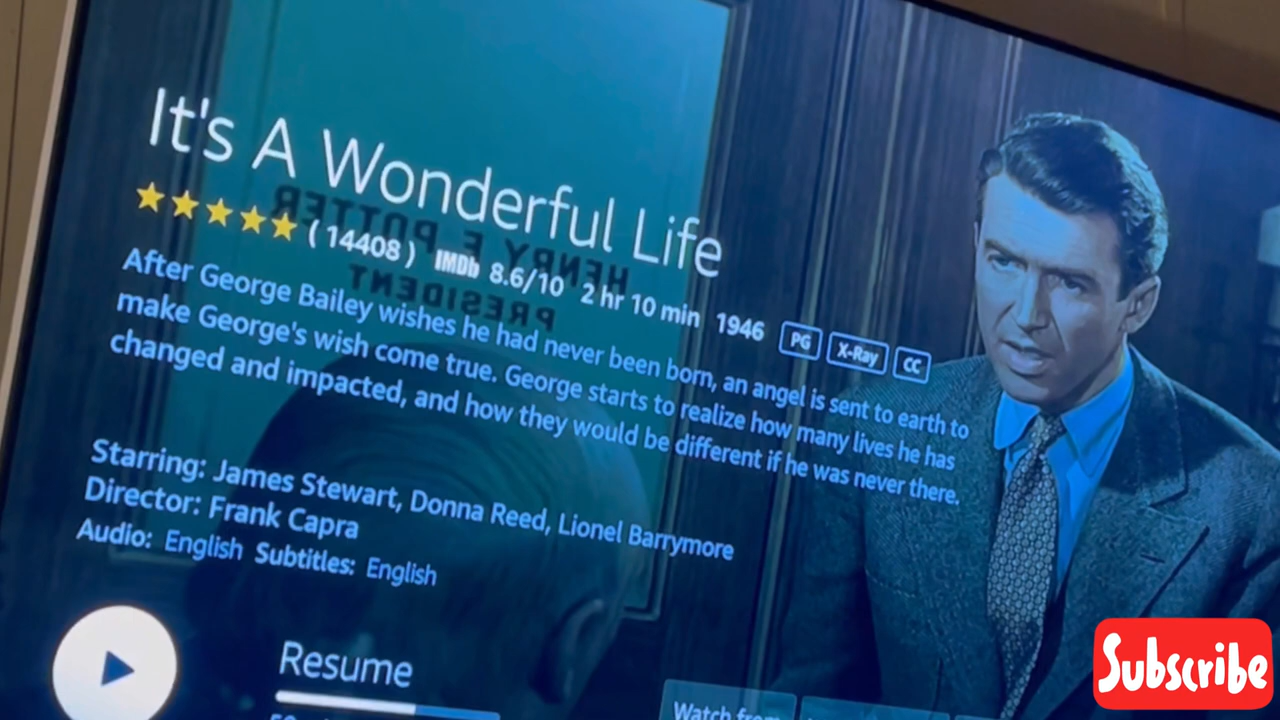 It's A Wonderful Life
(14408) IMDb 8.6/10 2 hr 10 min 1946 PG X-Ray CC
HENRY F POTTER
PRESIDENT
After George Bailey wishes he had never been born, an angel is sent to earth to
make George's wish come true. George starts to realize how many lives he has
changed and impacted, and how they would be different if he was never there.
Starring: James Stewart, Donna Reed, Lionel Barrymore
Director: Frank Capra
Audio: English Subtitles: English
Resume
Watch from
Subscribe